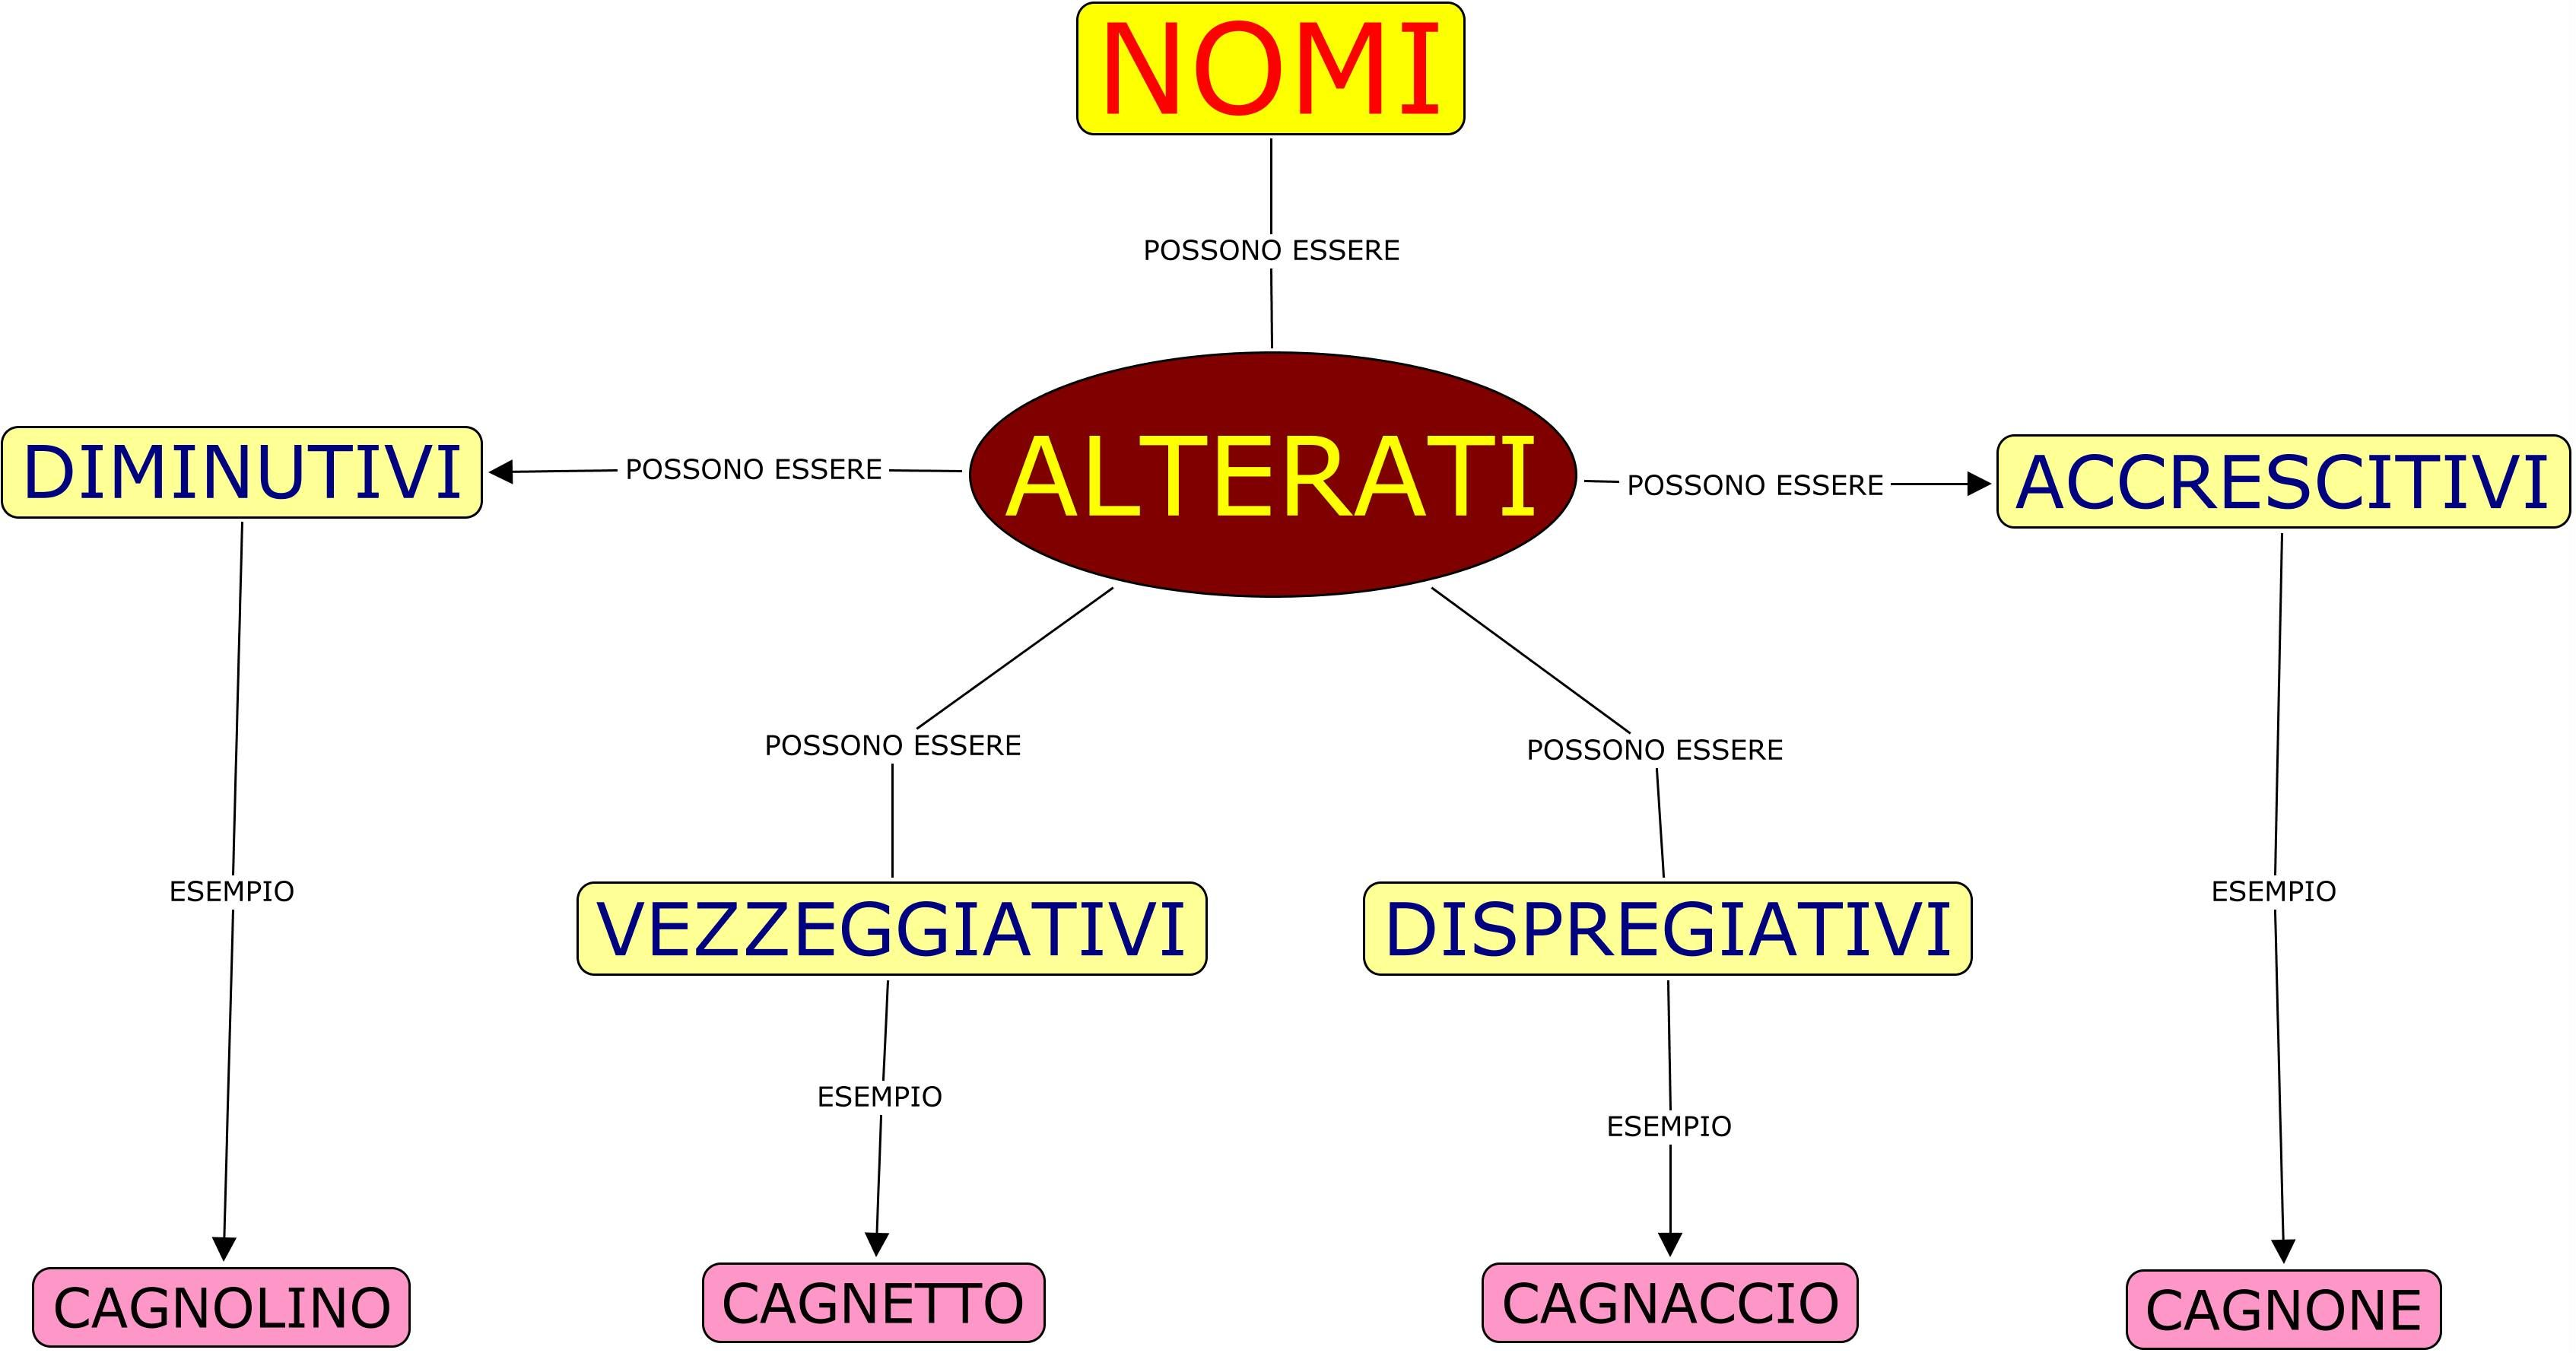 NOMI
POSSONO ESSERE
ALTERATI
DIMINUTIVI
POSSONO ESSERE
POSSONO ESSERE
ACCRESCITIVI
POSSONO ESSERE
POSSONO ESSERE
ESEMPIO
VEZZEGGIATIVI
DISPREGIATIVI
ESEMPIO
ESEMPIO
ESEMPIO
CAGNOLINO
CAGNETTO
CAGNACCIO
CAGNONE